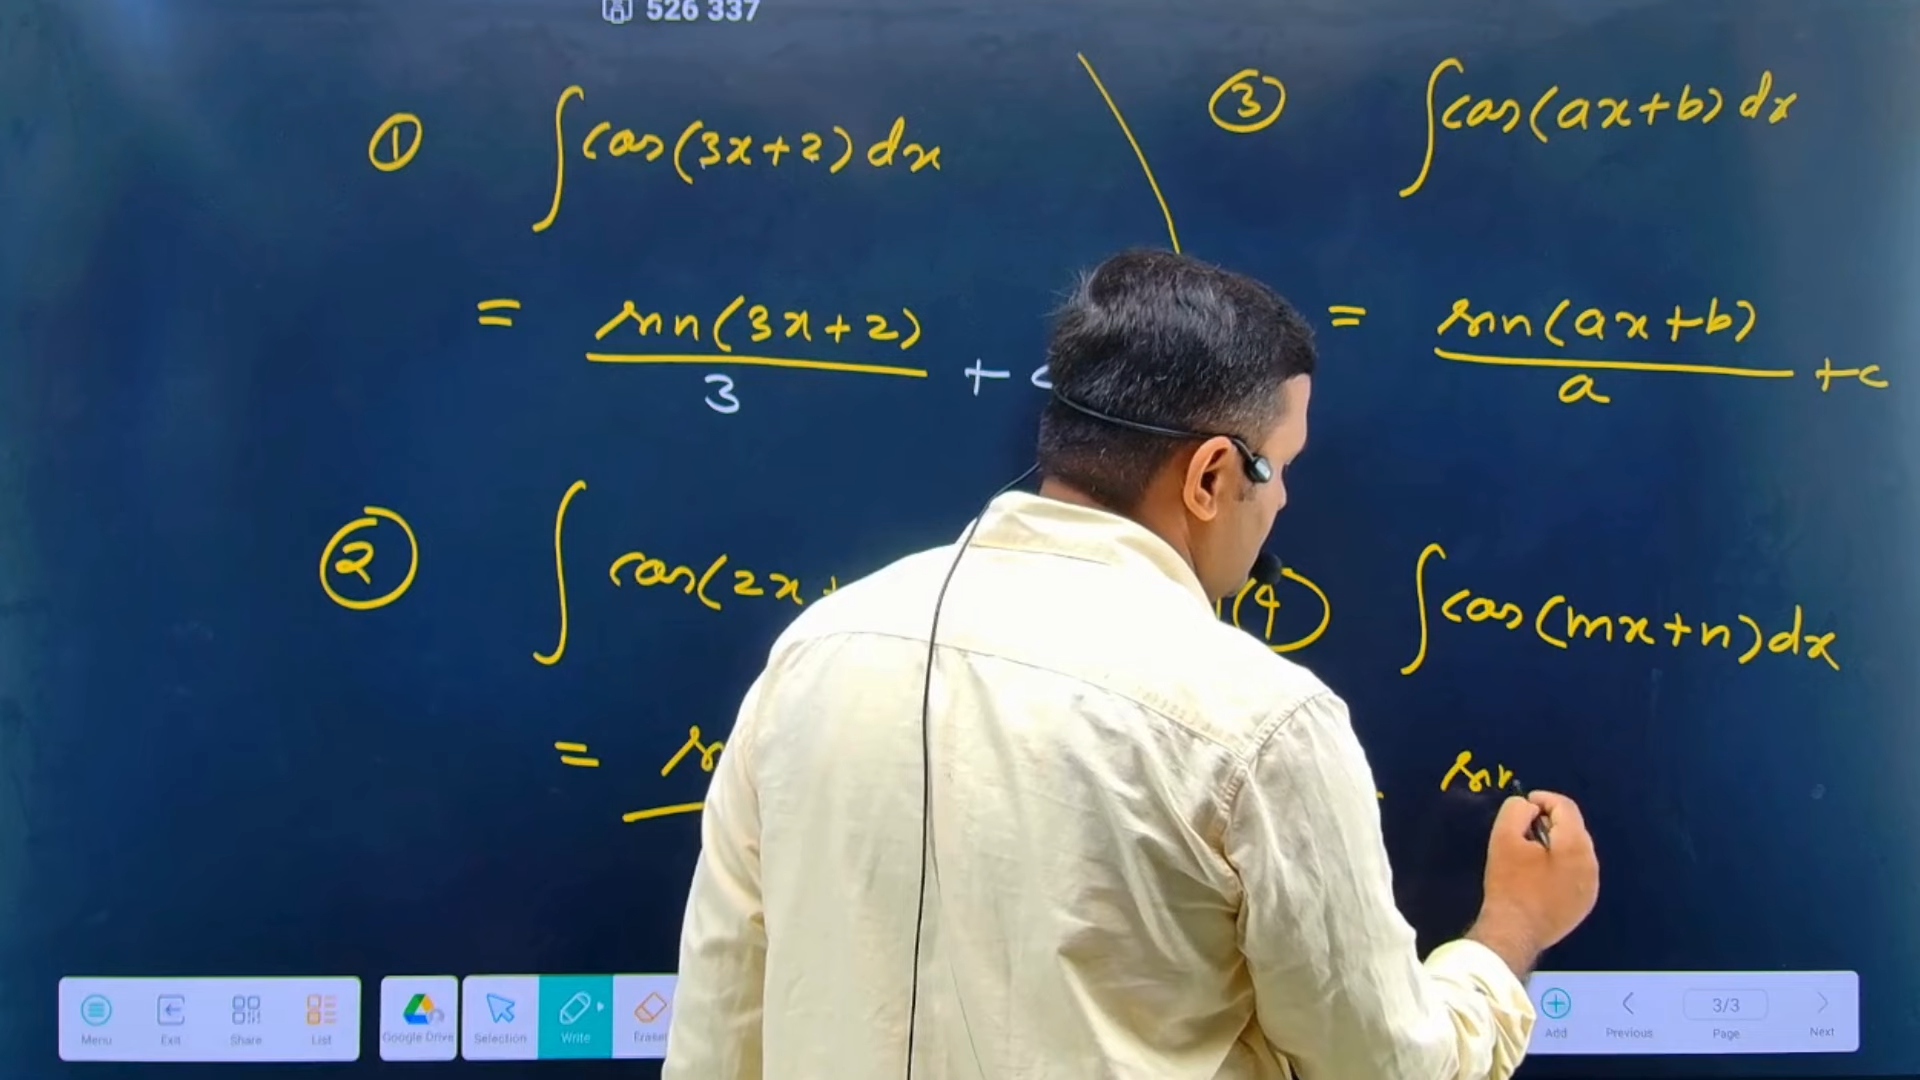 526 337
① ∫cos(3x+2)dx
= sin(3x+2)/3 +
② ∫cos(2x
=
③ ∫cos(ax+b)dx
= sin(ax+b)/a +c
④ ∫cos(mx+n)dx
sin
Menu Exit Share List Google Drive Selection Write Add Previous 3/3 Page Next